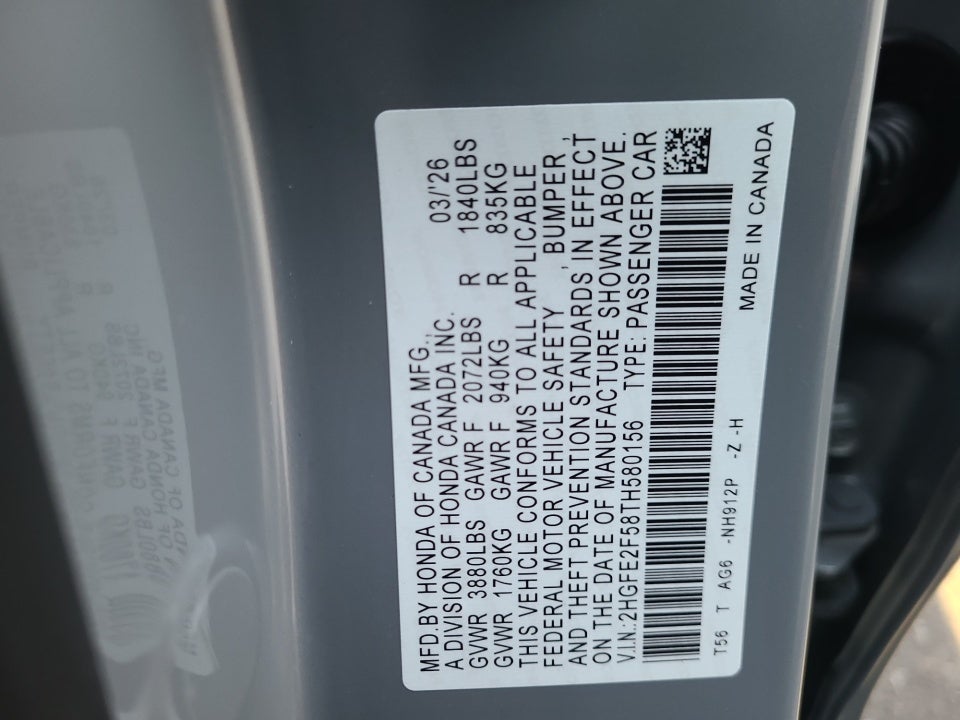 MFD.BY HONDA OF CANADA MFG., 03/'26
A DIVISION OF HONDA CANADA INC.
GVWR 3880LBS GAWR F 2072LBS R 1840LBS
GVWR 1760KG GAWR F 940KG R 835KG
THIS VEHICLE CONFORMS TO ALL APPLICABLE
FEDERAL MOTOR VEHICLE SAFETY, BUMPER,
AND THEFT PREVENTION STANDARDS, IN EFFECT
ON THE DATE OF MANUFACTURE SHOWN ABOVE.
V.I.N.:2HGFE2F58TH580156 TYPE: PASSENGER CAR
T56 T AG6 -NH912P -Z -H MADE IN CANADA